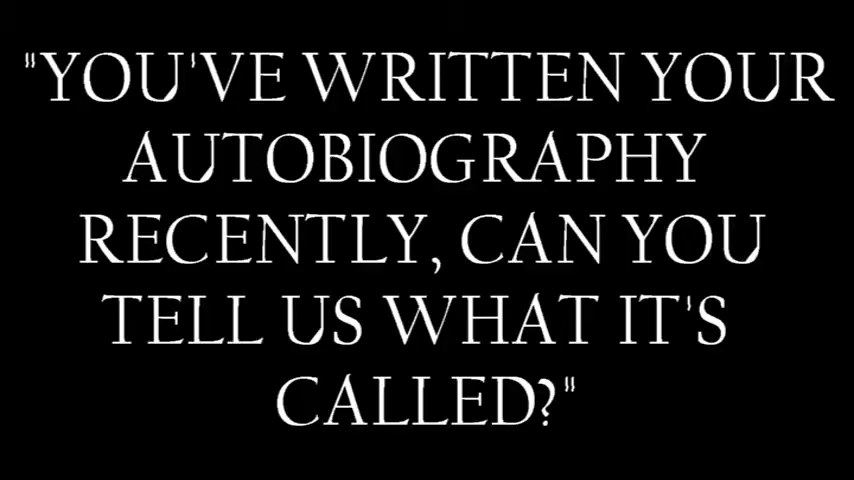 "YOU'VE WRITTEN YOUR
AUTOBIOGRAPHY
RECENTLY, CAN YOU
TELL US WHAT IT'S
CALLED?"